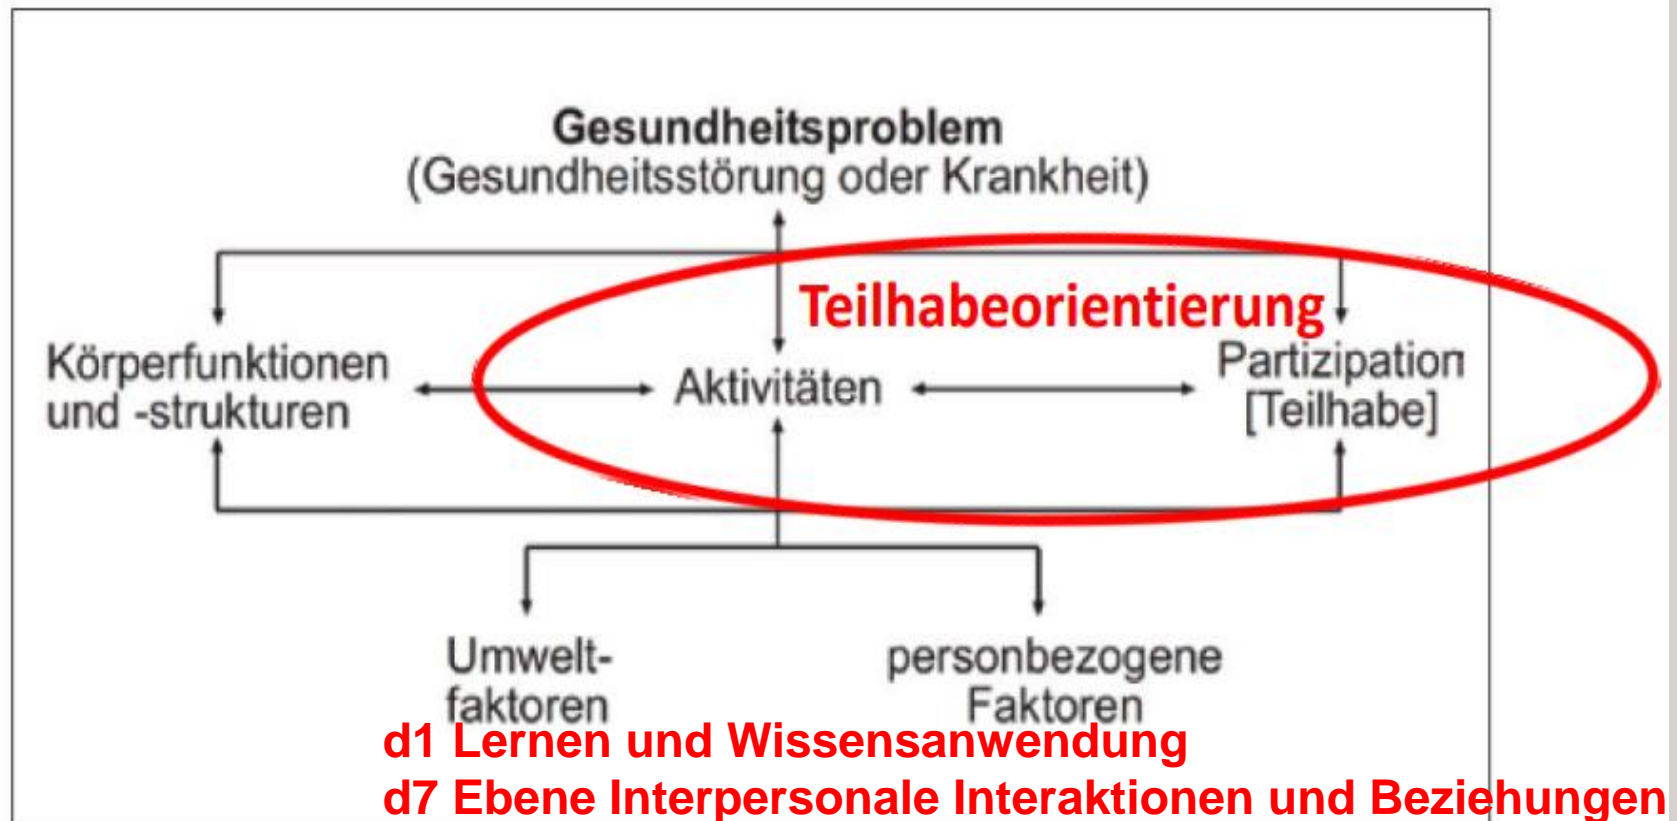 Gesundheitsproblem
(Gesundheitsstörung oder Krankheit)
Teilhabeorientierung
Körperfunktionen
und -strukturen
Aktivitäten
Partizipation
[Teilhabe]
Umwelt-
faktoren
personbezogene
Faktoren
d1 Lernen und Wissensanwendung
d7 Ebene Interpersonale Interaktionen und Beziehungen